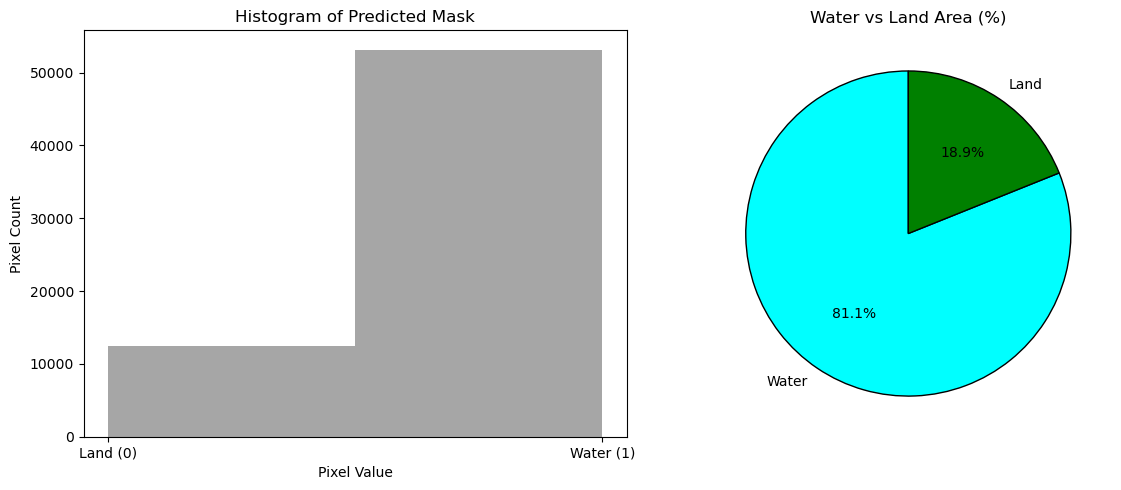 Histogram of Predicted Mask
50000
40000
30000
20000
10000
0
Pixel Count
Land (0)
Water (1)
Pixel Value
Water vs Land Area (%)
Land
18.9%
81.1%
Water